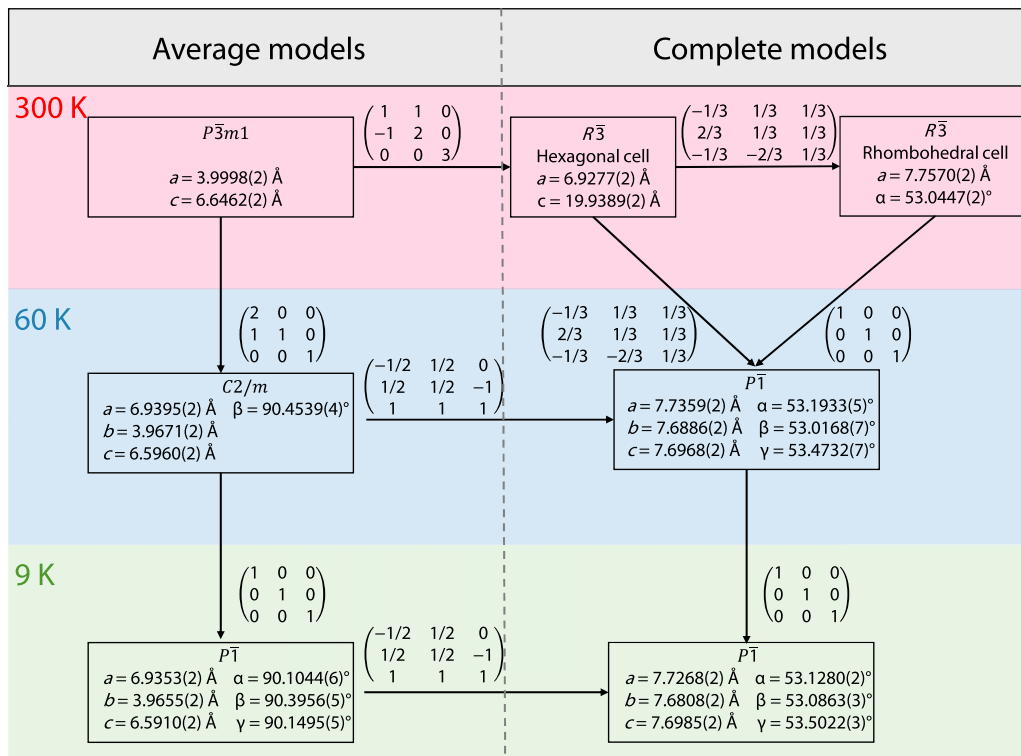 Average models
Complete models
300 K
P3̅m1
a = 3.9998(2) Å
c = 6.6462(2) Å
1 1 0
−1 2 0
0 0 3
R3̅
Hexagonal cell
a = 6.9277(2) Å
c = 19.9389(2) Å
−1/3 1/3 1/3
2/3 1/3 1/3
−1/3 −2/3 1/3
R3̅
Rhombohedral cell
a = 7.7570(2) Å
α = 53.0447(2)°
60 K
2 0 0
1 1 0
0 0 1
−1/3 1/3 1/3
2/3 1/3 1/3
−1/3 −2/3 1/3
1 0 0
0 1 0
0 0 1
C2/m
a = 6.9395(2) Å β = 90.4539(4)°
b = 3.9671(2) Å
c = 6.5960(2) Å
−1/2 1/2 0
1/2 1/2 −1
1 1 1
P1̅
a = 7.7359(2) Å α = 53.1933(5)°
b = 7.6886(2) Å β = 53.0168(7)°
c = 7.6968(2) Å γ = 53.4732(7)°
9 K
1 0 0
0 1 0
0 0 1
1 0 0
0 1 0
0 0 1
P1̅
a = 6.9353(2) Å α = 90.1044(6)°
b = 3.9655(2) Å β = 90.3956(5)°
c = 6.5910(2) Å γ = 90.1495(5)°
−1/2 1/2 0
1/2 1/2 −1
1 1 1
P1̅
a = 7.7268(2) Å α = 53.1280(2)°
b = 7.6808(2) Å β = 53.0863(3)°
c = 7.6985(2) Å γ = 53.5022(3)°